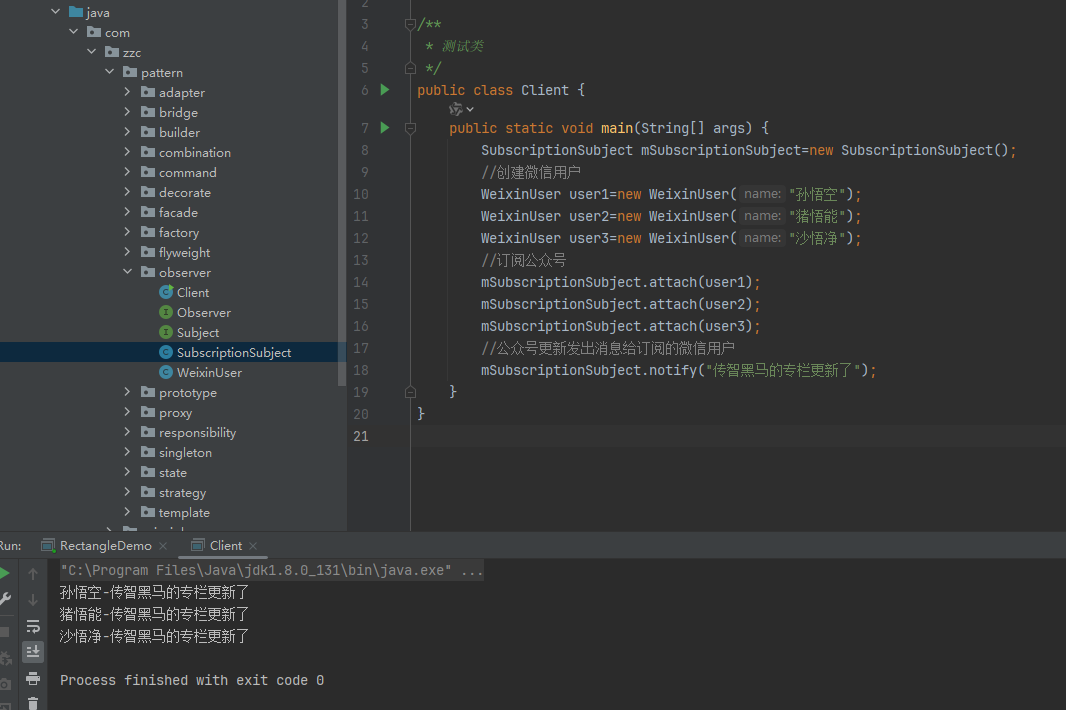 java
com
zzc
pattern
adapter
bridge
builder
combination
command
decorate
facade
factory
flyweight
observer
Client
Observer
Subject
SubscriptionSubject
WeixinUser
prototype
proxy
responsibility
singleton
state
strategy
template
2
3 /**
4 * 测试类
5 */
6 public class Client {
7 public static void main(String[] args) {
8 SubscriptionSubject mSubscriptionSubject=new SubscriptionSubject();
9 //创建微信用户
10 WeixinUser user1=new WeixinUser( name: "孙悟空");
11 WeixinUser user2=new WeixinUser( name: "猪悟能");
12 WeixinUser user3=new WeixinUser( name: "沙悟净");
13 //订阅公众号
14 mSubscriptionSubject.attach(user1);
15 mSubscriptionSubject.attach(user2);
16 mSubscriptionSubject.attach(user3);
17 //公众号更新发出消息给订阅的微信用户
18 mSubscriptionSubject.notify("传智黑马的专栏更新了");
19 }
20 }
21
Run: RectangleDemo Client
"C:\Program Files\Java\jdk1.8.0_131\bin\java.exe" ...
孙悟空-传智黑马的专栏更新了
猪悟能-传智黑马的专栏更新了
沙悟净-传智黑马的专栏更新了
Process finished with exit code 0